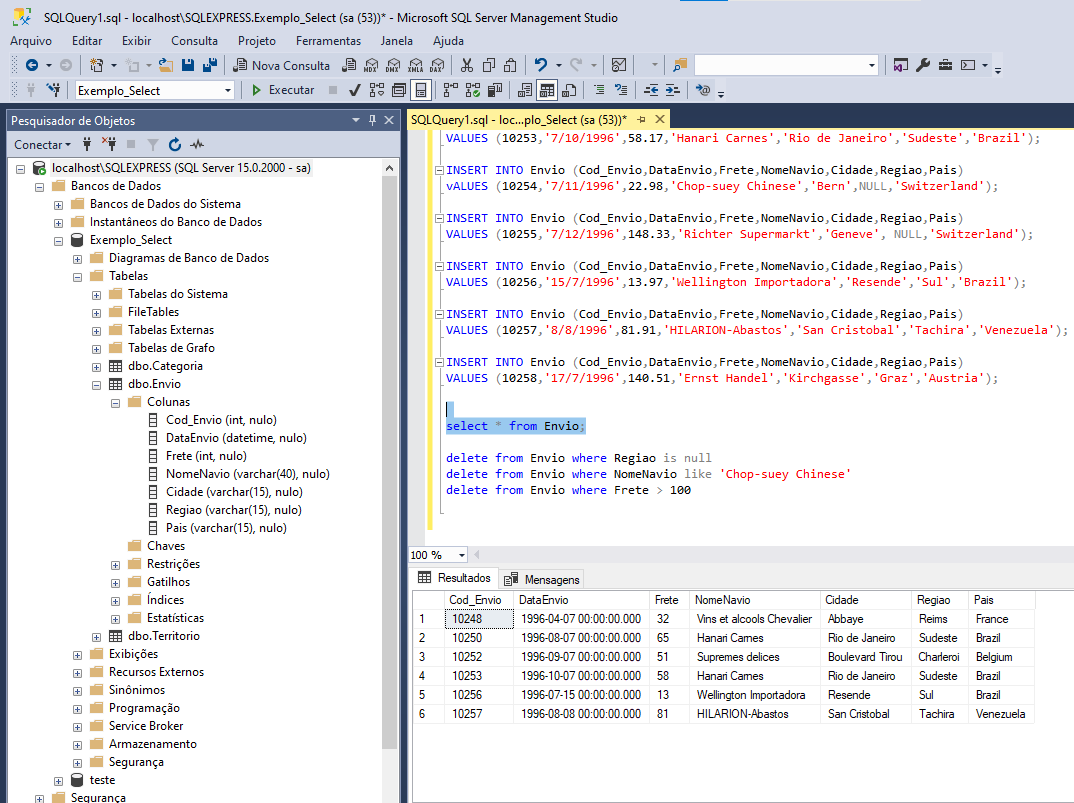 SQLQuery1.sql - localhost\SQLEXPRESS.Exemplo_Select (sa (53))* - Microsoft SQL Server Management Studio
Arquivo Editar Exibir Consulta Projeto Ferramentas Janela Ajuda
Nova Consulta MDX DMX XMLA DAX
Exemplo_Select Executar
Pesquisador de Objetos
Conectar
localhost\SQLEXPRESS (SQL Server 15.0.2000 - sa)
Bancos de Dados
Bancos de Dados do Sistema
Instantâneos do Banco de Dados
Exemplo_Select
Diagramas de Banco de Dados
Tabelas
Tabelas do Sistema
FileTables
Tabelas Externas
Tabelas de Grafo
dbo.Categoria
dbo.Envio
Colunas
Cod_Envio (int, nulo)
DataEnvio (datetime, nulo)
Frete (int, nulo)
NomeNavio (varchar(40), nulo)
Cidade (varchar(15), nulo)
Regiao (varchar(15), nulo)
Pais (varchar(15), nulo)
Chaves
Restrições
Gatilhos
Índices
Estatísticas
dbo.Territorio
Exibições
Recursos Externos
Sinônimos
Programação
Service Broker
Armazenamento
Segurança
teste
Segurança
SQLQuery1.sql - loc...plo_Select (sa (53))*
VALUES (10253,'7/10/1996',58.17,'Hanari Carnes','Rio de Janeiro','Sudeste','Brazil');
INSERT INTO Envio (Cod_Envio,DataEnvio,Frete,NomeNavio,Cidade,Regiao,Pais)
vALUES (10254,'7/11/1996',22.98,'Chop-suey Chinese','Bern',NULL,'Switzerland');
INSERT INTO Envio (Cod_Envio,DataEnvio,Frete,NomeNavio,Cidade,Regiao,Pais)
VALUES (10255,'7/12/1996',148.33,'Richter Supermarkt','Geneve', NULL,'Switzerland');
INSERT INTO Envio (Cod_Envio,DataEnvio,Frete,NomeNavio,Cidade,Regiao,Pais)
VALUES (10256,'15/7/1996',13.97,'Wellington Importadora','Resende','Sul','Brazil');
INSERT INTO Envio (Cod_Envio,DataEnvio,Frete,NomeNavio,Cidade,Regiao,Pais)
VALUES (10257,'8/8/1996',81.91,'HILARION-Abastos','San Cristobal','Tachira','Venezuela');
INSERT INTO Envio (Cod_Envio,DataEnvio,Frete,NomeNavio,Cidade,Regiao,Pais)
VALUES (10258,'17/7/1996',140.51,'Ernst Handel','Kirchgasse','Graz','Austria');
select * from Envio;
delete from Envio where Regiao is null
delete from Envio where NomeNavio like 'Chop-suey Chinese'
delete from Envio where Frete > 100
100 %
Resultados Mensagens
Cod_Envio DataEnvio Frete NomeNavio Cidade Regiao Pais
1 10248 1996-04-07 00:00:00.000 32 Vins et alcools Chevalier Abbaye Reims France
2 10250 1996-08-07 00:00:00.000 65 Hanari Carnes Rio de Janeiro Sudeste Brazil
3 10252 1996-09-07 00:00:00.000 51 Supremes delices Boulevard Tirou Charleroi Belgium
4 10253 1996-10-07 00:00:00.000 58 Hanari Carnes Rio de Janeiro Sudeste Brazil
5 10256 1996-07-15 00:00:00.000 13 Wellington Importadora Resende Sul Brazil
6 10257 1996-08-08 00:00:00.000 81 HILARION-Abastos San Cristobal Tachira Venezuela